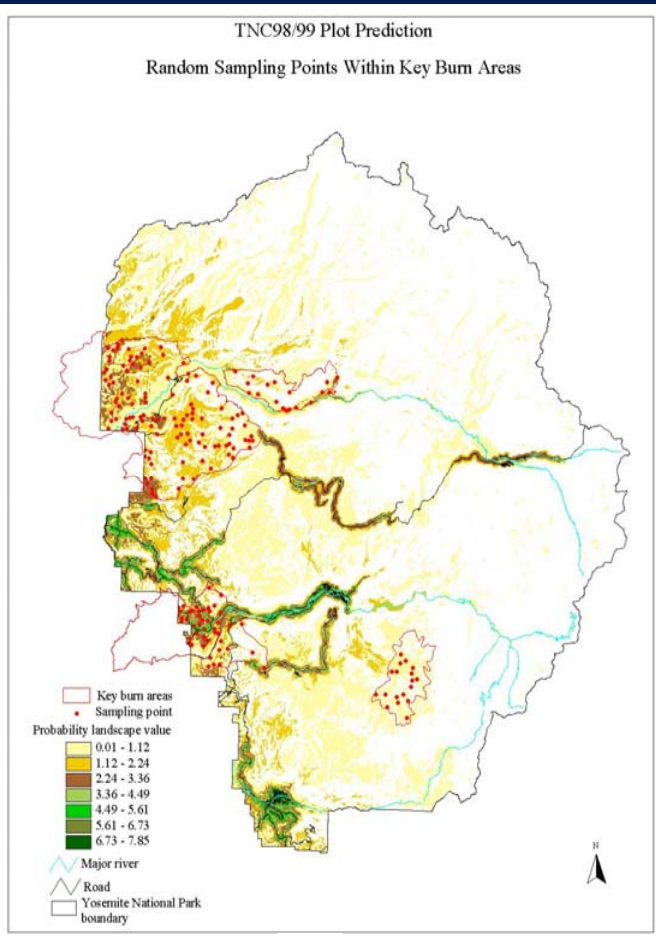 TNC98/99 Plot Prediction
Random Sampling Points Within Key Burn Areas
Key burn areas
Sampling point
Probability landscape value
0.01 - 1.12
1.12 - 2.24
2.24 - 3.36
3.36 - 4.49
4.49 - 5.61
5.61 - 6.73
6.73 - 7.85
Major river
Road
Yosemite National Park
boundary
N